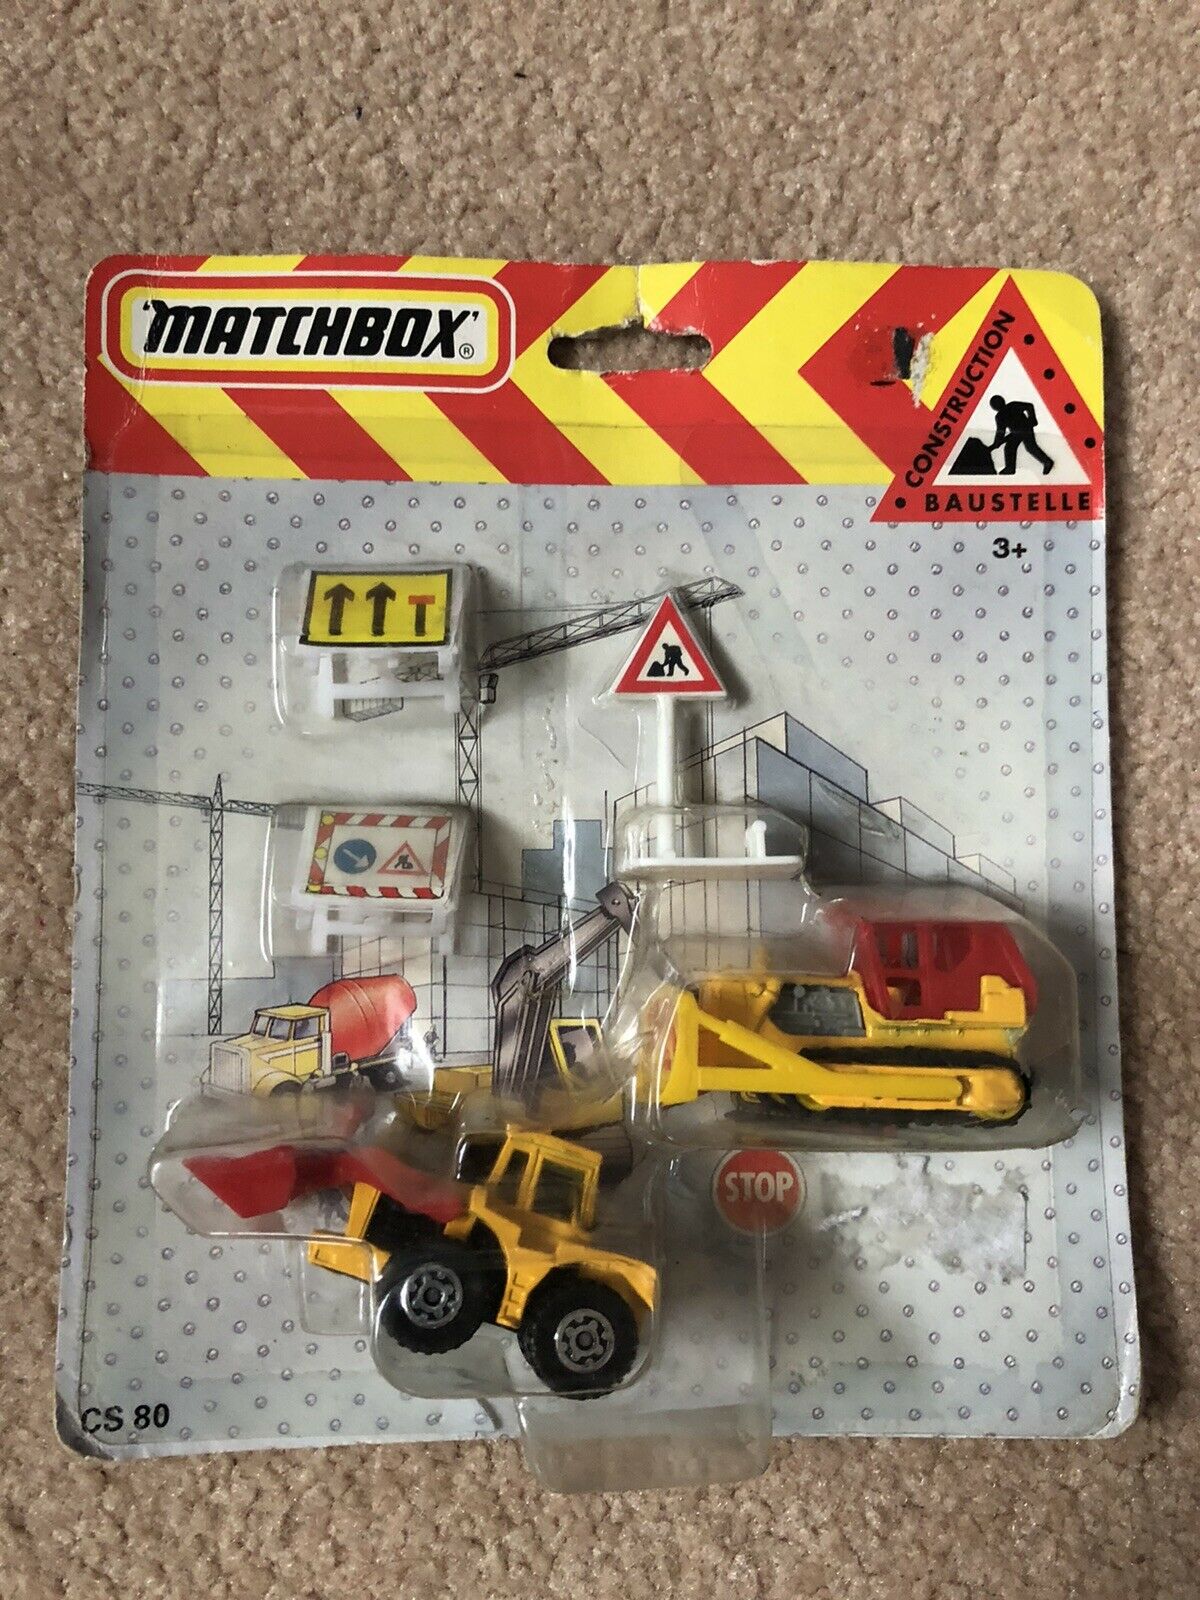 'MATCHBOX'®
CONSTRUCTION
BAUSTELLE
3+
STOP
CS 80